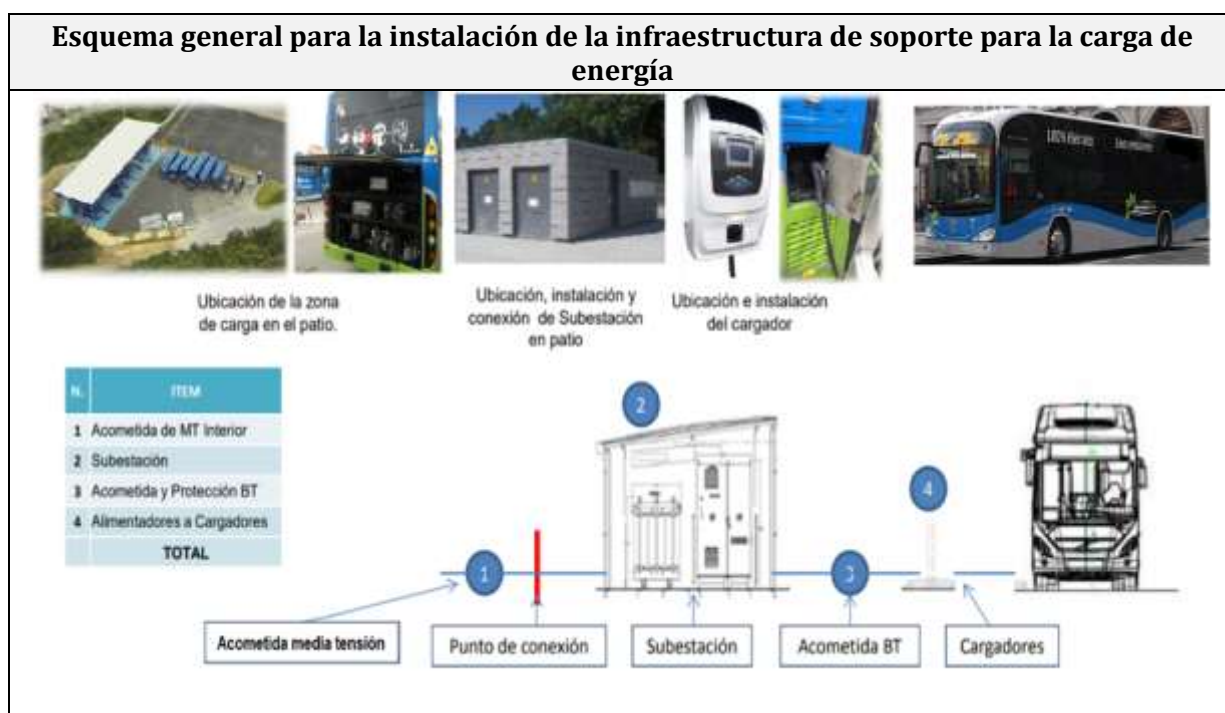 Esquema general para la instalación de la infraestructura de soporte para la carga de
energía
Ubicación de la zona
de carga en el patio.
Ubicación, instalación y
conexión de Subestación
en patio
Ubicación e instalación
del cargador
N. ITEM
1 Acometida de MT Interior
2 Subestación
3 Acometida y Protección BT
4 Alimentadores a Cargadores
TOTAL
2
4
1
3
Acometida media tensión
Punto de conexión
Subestación
Acometida BT
Cargadores